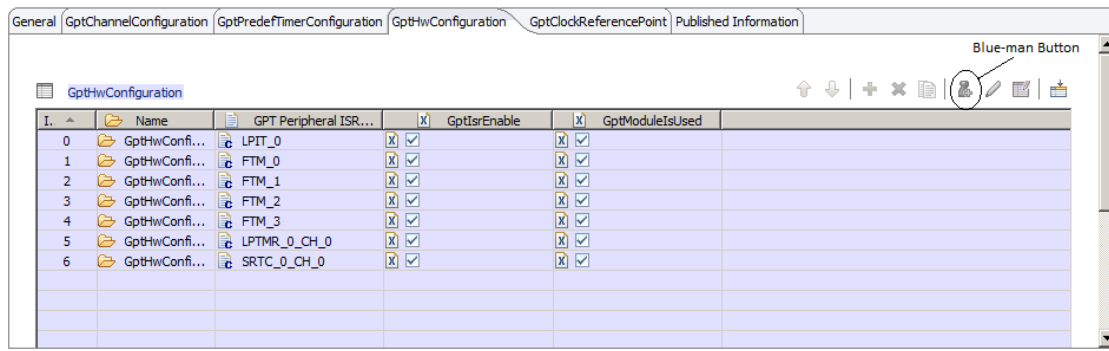 General GptChannelConfiguration GptPredefTimerConfiguration GptHwConfiguration GptClockReferencePoint Published Information
Blue-man Button
GptHwConfiguration
I. Name GPT Peripheral ISR... X GptIsrEnable X GptModuleIsUsed
0 GptHwConfi... c LPIT_0 X X
1 GptHwConfi... c FTM_0 X X
2 GptHwConfi... c FTM_1 X X
3 GptHwConfi... c FTM_2 X X
4 GptHwConfi... c FTM_3 X X
5 GptHwConfi... c LPTMR_0_CH_0 X X
6 GptHwConfi... c SRTC_0_CH_0 X X